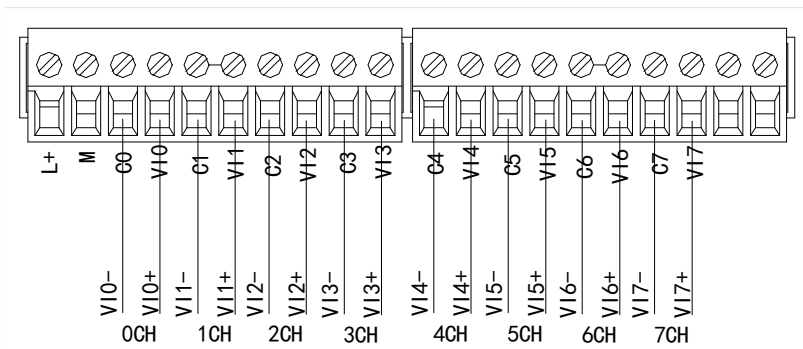 L+ M C0 VI0 C1 VI1 C2 VI2 C3 VI3 C4 VI4 C5 VI5 C6 VI6 C7 VI7
VI0- VI0+ VI1- VI1+ VI2- VI2+ VI3- VI3+ VI4- VI4+ VI5- VI5+ VI6- VI6+ VI7- VI7+
0CH 1CH 2CH 3CH 4CH 5CH 6CH 7CH